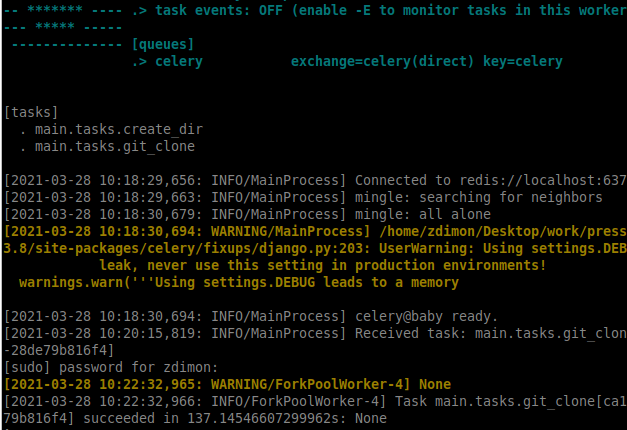 -- ******* ---- .> task events: OFF (enable -E to monitor tasks in this worker
--- ***** -----
-------------- [queues]
.> celery exchange=celery(direct) key=celery
[tasks]
. main.tasks.create_dir
. main.tasks.git_clone
[2021-03-28 10:18:29,656: INFO/MainProcess] Connected to redis://localhost:637
[2021-03-28 10:18:29,663: INFO/MainProcess] mingle: searching for neighbors
[2021-03-28 10:18:30,679: INFO/MainProcess] mingle: all alone
[2021-03-28 10:18:30,694: WARNING/MainProcess] /home/zdimon/Desktop/work/press
3.8/site-packages/celery/fixups/django.py:203: UserWarning: Using settings.DEB
leak, never use this setting in production environments!
warnings.warn('''Using settings.DEBUG leads to a memory
[2021-03-28 10:18:30,694: INFO/MainProcess] celery@baby ready.
[2021-03-28 10:20:15,819: INFO/MainProcess] Received task: main.tasks.git_clon
-28de79b816f4]
[sudo] password for zdimon:
[2021-03-28 10:22:32,965: WARNING/ForkPoolWorker-4] None
[2021-03-28 10:22:32,966: INFO/ForkPoolWorker-4] Task main.tasks.git_clone[ca1
79b816f4] succeeded in 137.14546607299962s: None